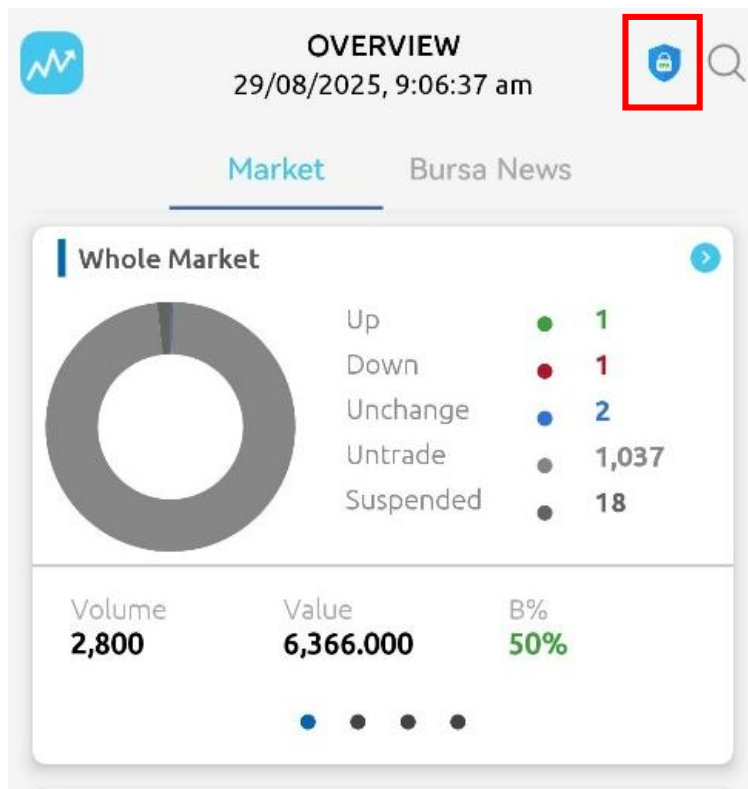 OVERVIEW
29/08/2025, 9:06:37 am
Market Bursa News
Whole Market
Up 1
Down 1
Unchange 2
Untrade 1,037
Suspended 18
Volume Value B%
2,800 6,366.000 50%